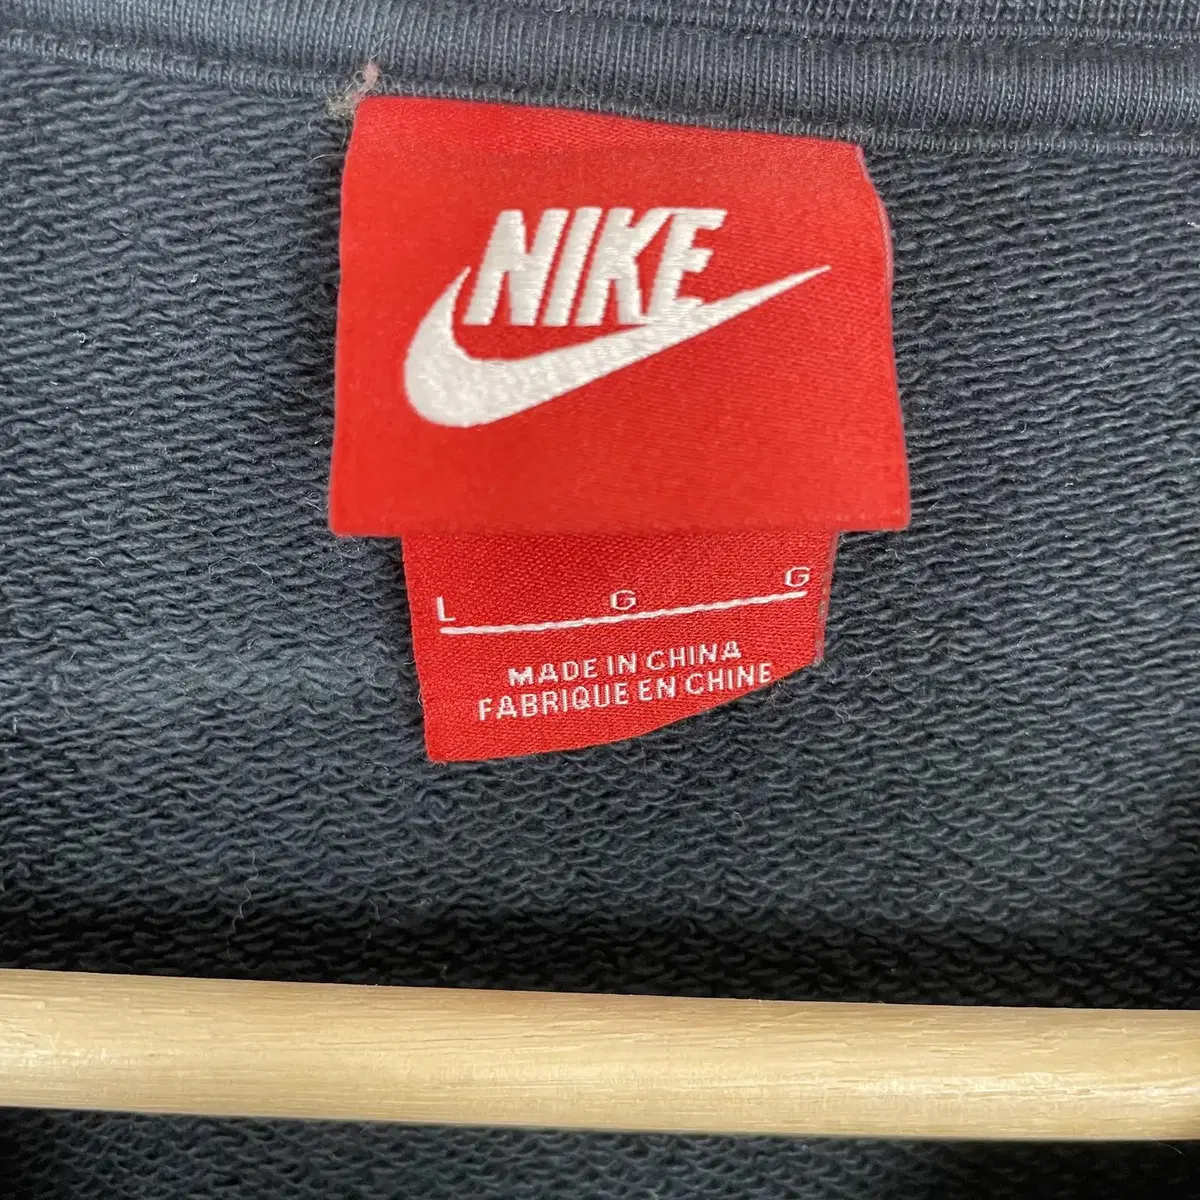 NIKE
L G G
MADE IN CHINA
FABRIQUE EN CHINE